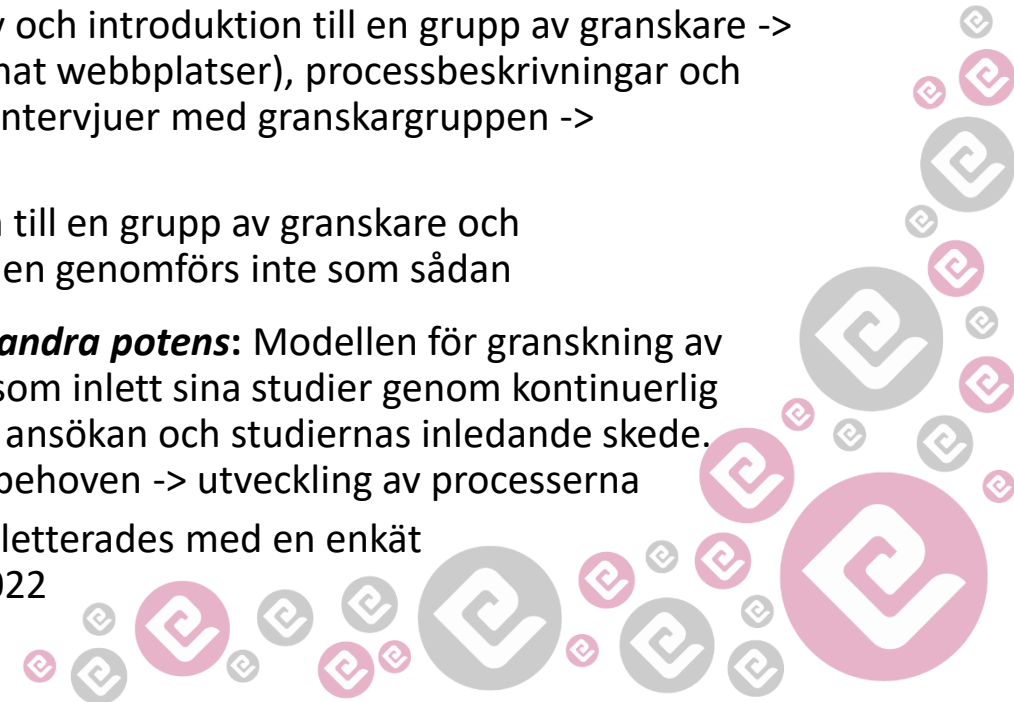 och introduktion till en grupp av granskare ->
webbplatser), processbeskrivningar och
ntervjuer med granskargruppen ->
till en grupp av granskare och
en genomförs inte som sådan
andra potens: Modellen för granskning av
som inlett sina studier genom kontinuerlig
ansökan och studiernas inledande skede.
behoven -> utveckling av processerna
letterades med en enkät
022